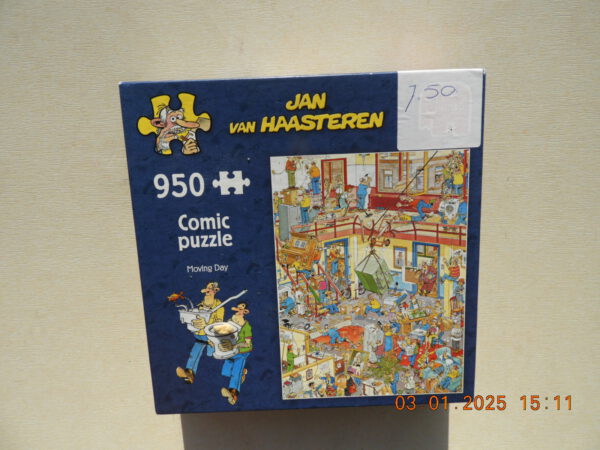 JAN
VAN HAASTEREN
7.50
950
Comic
puzzle
Moving Day
03 01 2025 15:11